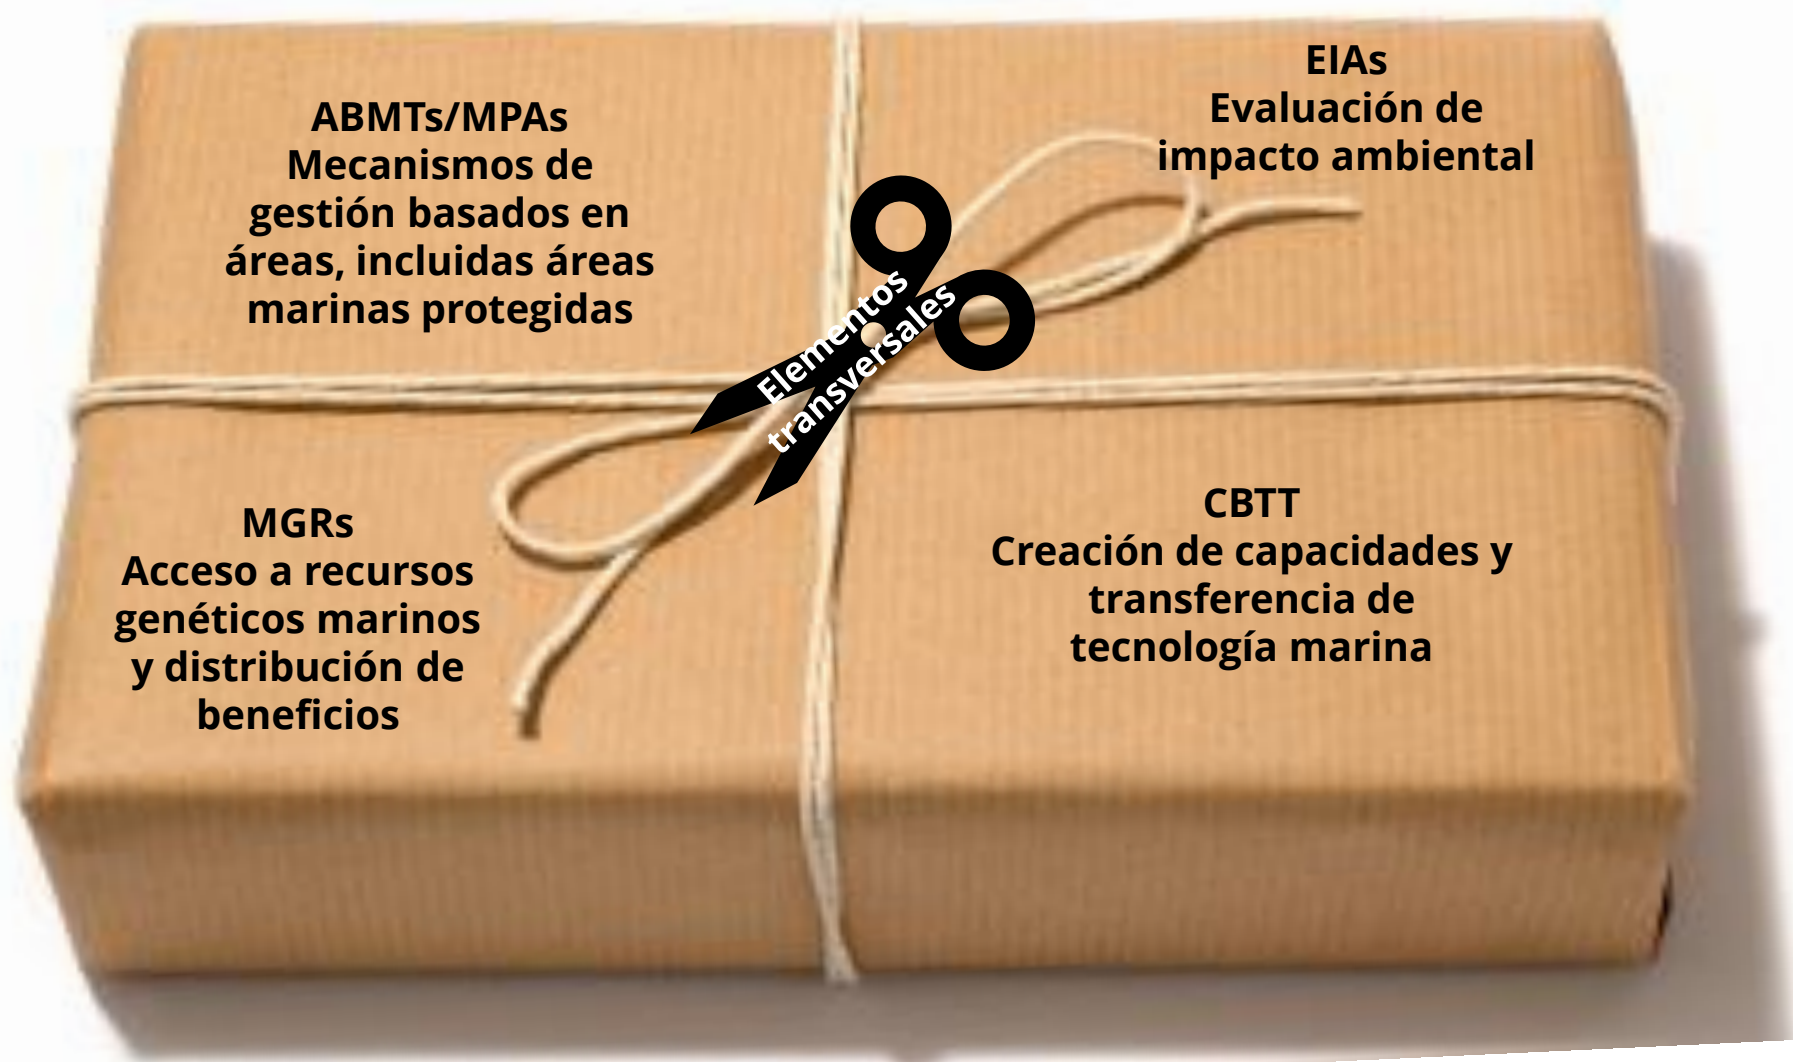 ABMTs/MPAs
Mecanismos de
gestión basados en
áreas, incluidas áreas
marinas protegidas
EIAs
Evaluación de
impacto ambiental
Elementos
transversales
MGRs
Acceso a recursos
genéticos marinos
y distribución de
beneficios
CBTT
Creación de capacidades y
transferencia de
tecnología marina